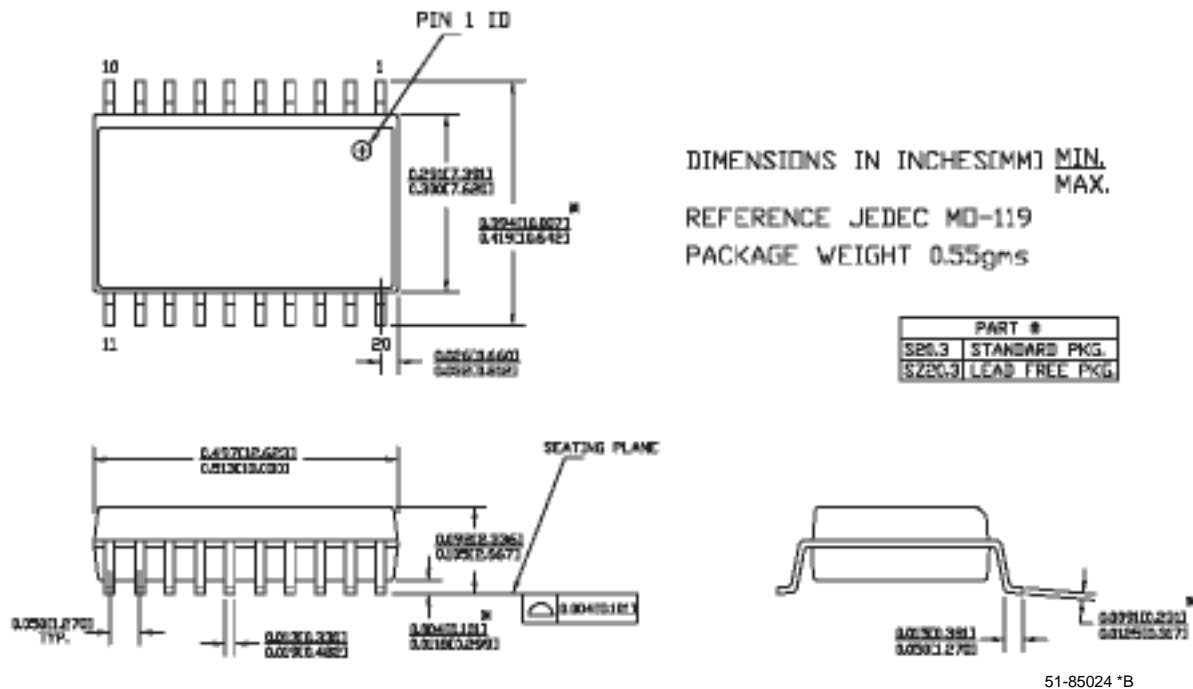 PIN 1 ID
10
1
DIMENSIONS IN INCHES[MM] MIN.
MAX.
REFERENCE JEDEC MO-119
PACKAGE WEIGHT 0.55gms
0.291[7.391]
0.300[7.620]
0.394[10.007]
0.419[10.642]
PART #
S20.3 STANDARD PKG.
SZ20.3 LEAD FREE PKG.
11
20
0.026[0.660]
0.032[0.812]
SEATING PLANE
0.497[12.623]
0.513[13.030]
0.092[2.336]
0.105[2.667]
0.004[0.101]
0.050[1.270]
TYP.
0.013[0.330]
0.019[0.482]
0.004[0.101]
0.0118[0.299]
0.015[0.381]
0.050[1.270]
0.0091[0.231]
0.0125[0.317]
51-85024 *B